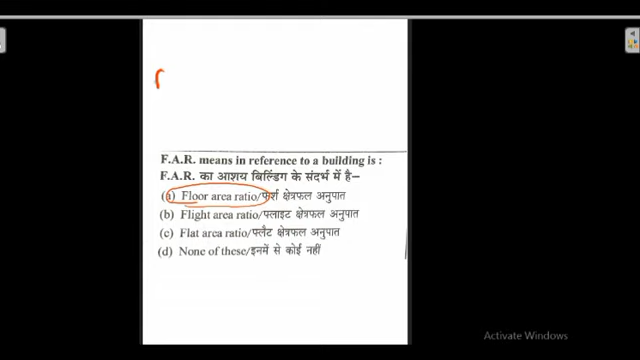 F.A.R. means in reference to a building is :
F.A.R. का आशय बिल्डिग के संदर्भ में है–
(a) Floor area ratio/फर्श क्षेत्रफल अनुपात
(b) Flight area ratio/फ्लाइट क्षेत्रफल अनुपात
(c) Flat area ratio/फ्लैट क्षेत्रफल अनुपात
(d) None of these/इनमें से कोई नहीं
Activate Windows